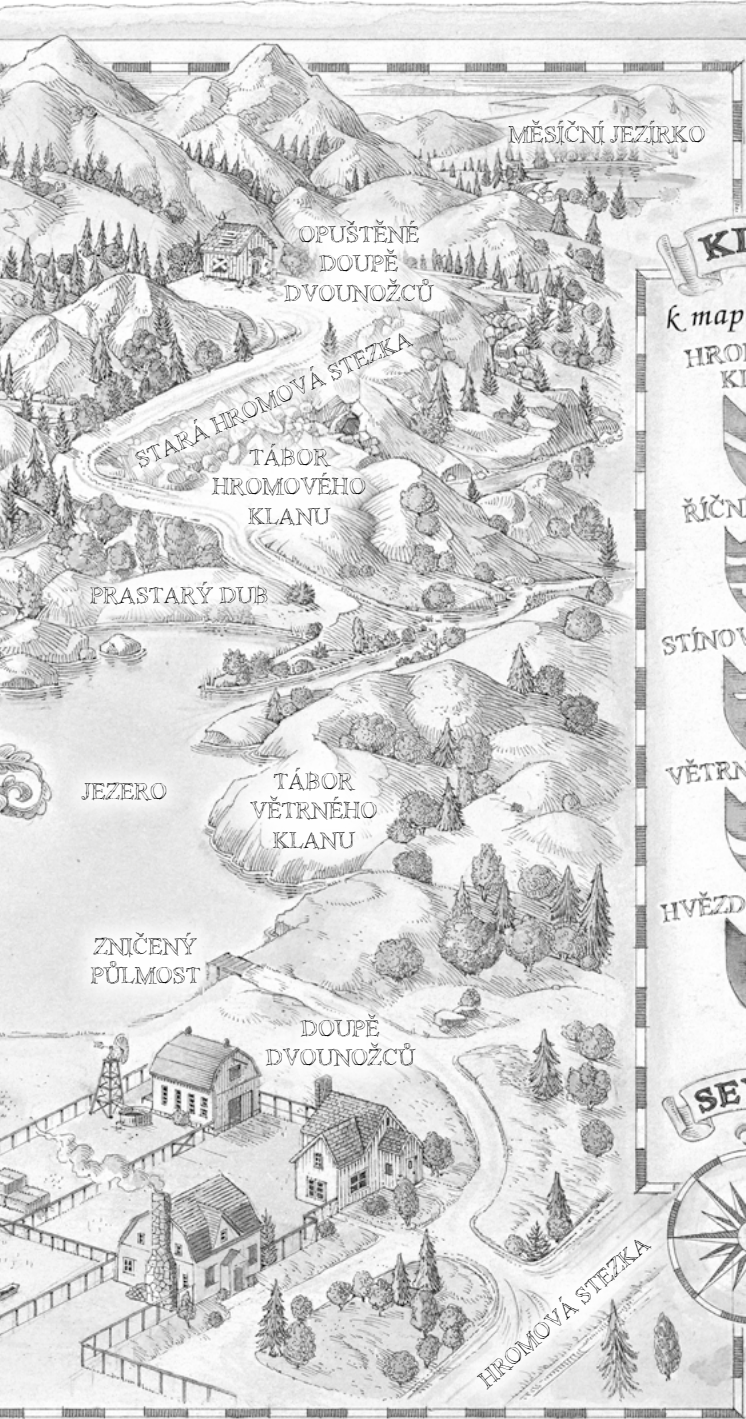 MĚSÍČNÍ JEZÍRKO
OPUŠTĚNÉ
DOUPĚ
DVOUNOŽCŮ
STARÁ HROMOVÁ STEZKA
TÁBOR
HROMOVÉHO
KLANU
PRASTARÝ DUB
JEZERO
TÁBOR
VĚTRNÉHO
KLANU
ZNIČENÝ
PŮLMOST
DOUPĚ
DVOUNOŽCŮ
HROMOVÁ STEZKA
k map